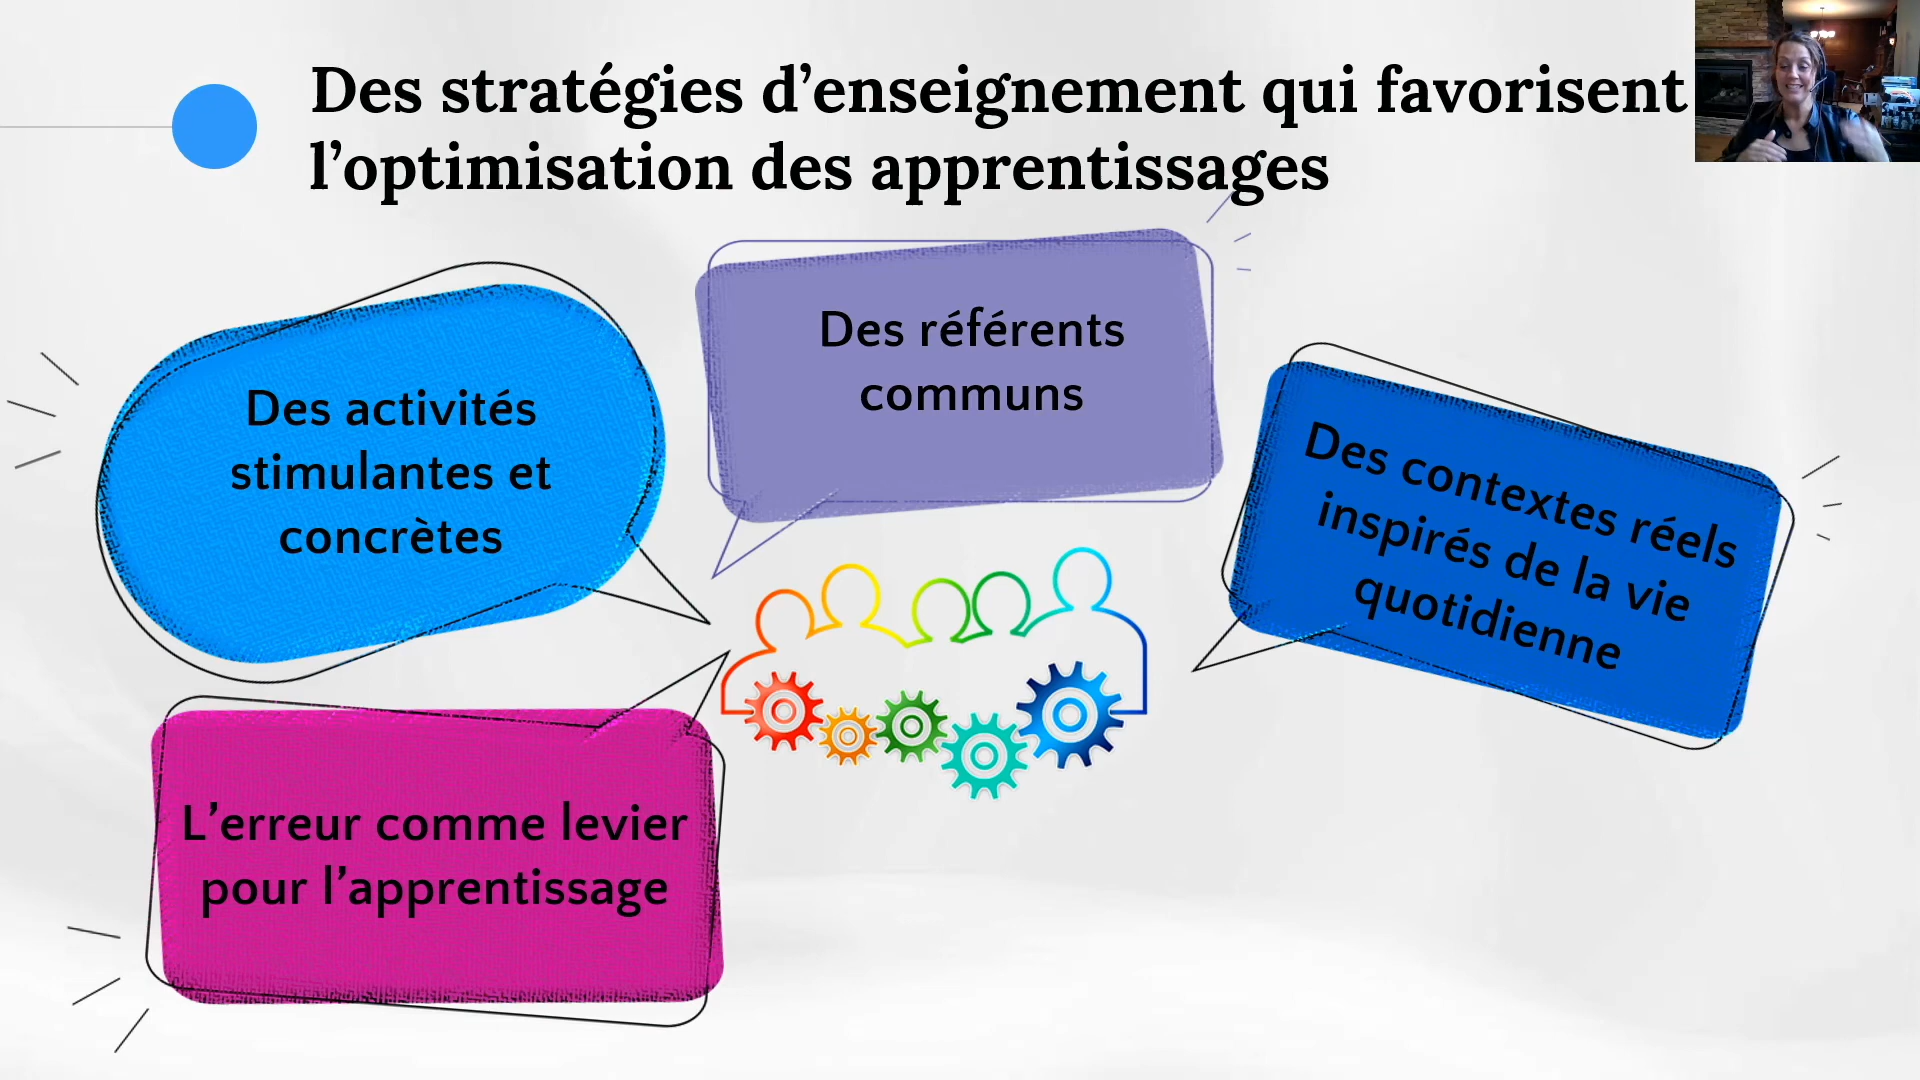 Des stratégies d’enseignement qui favorisent
l’optimisation des apprentissages
Des activités
stimulantes et
concrètes
Des référents
communs
Des contextes réels
inspirés de la vie
quotidienne
L’erreur comme levier
pour l’apprentissage